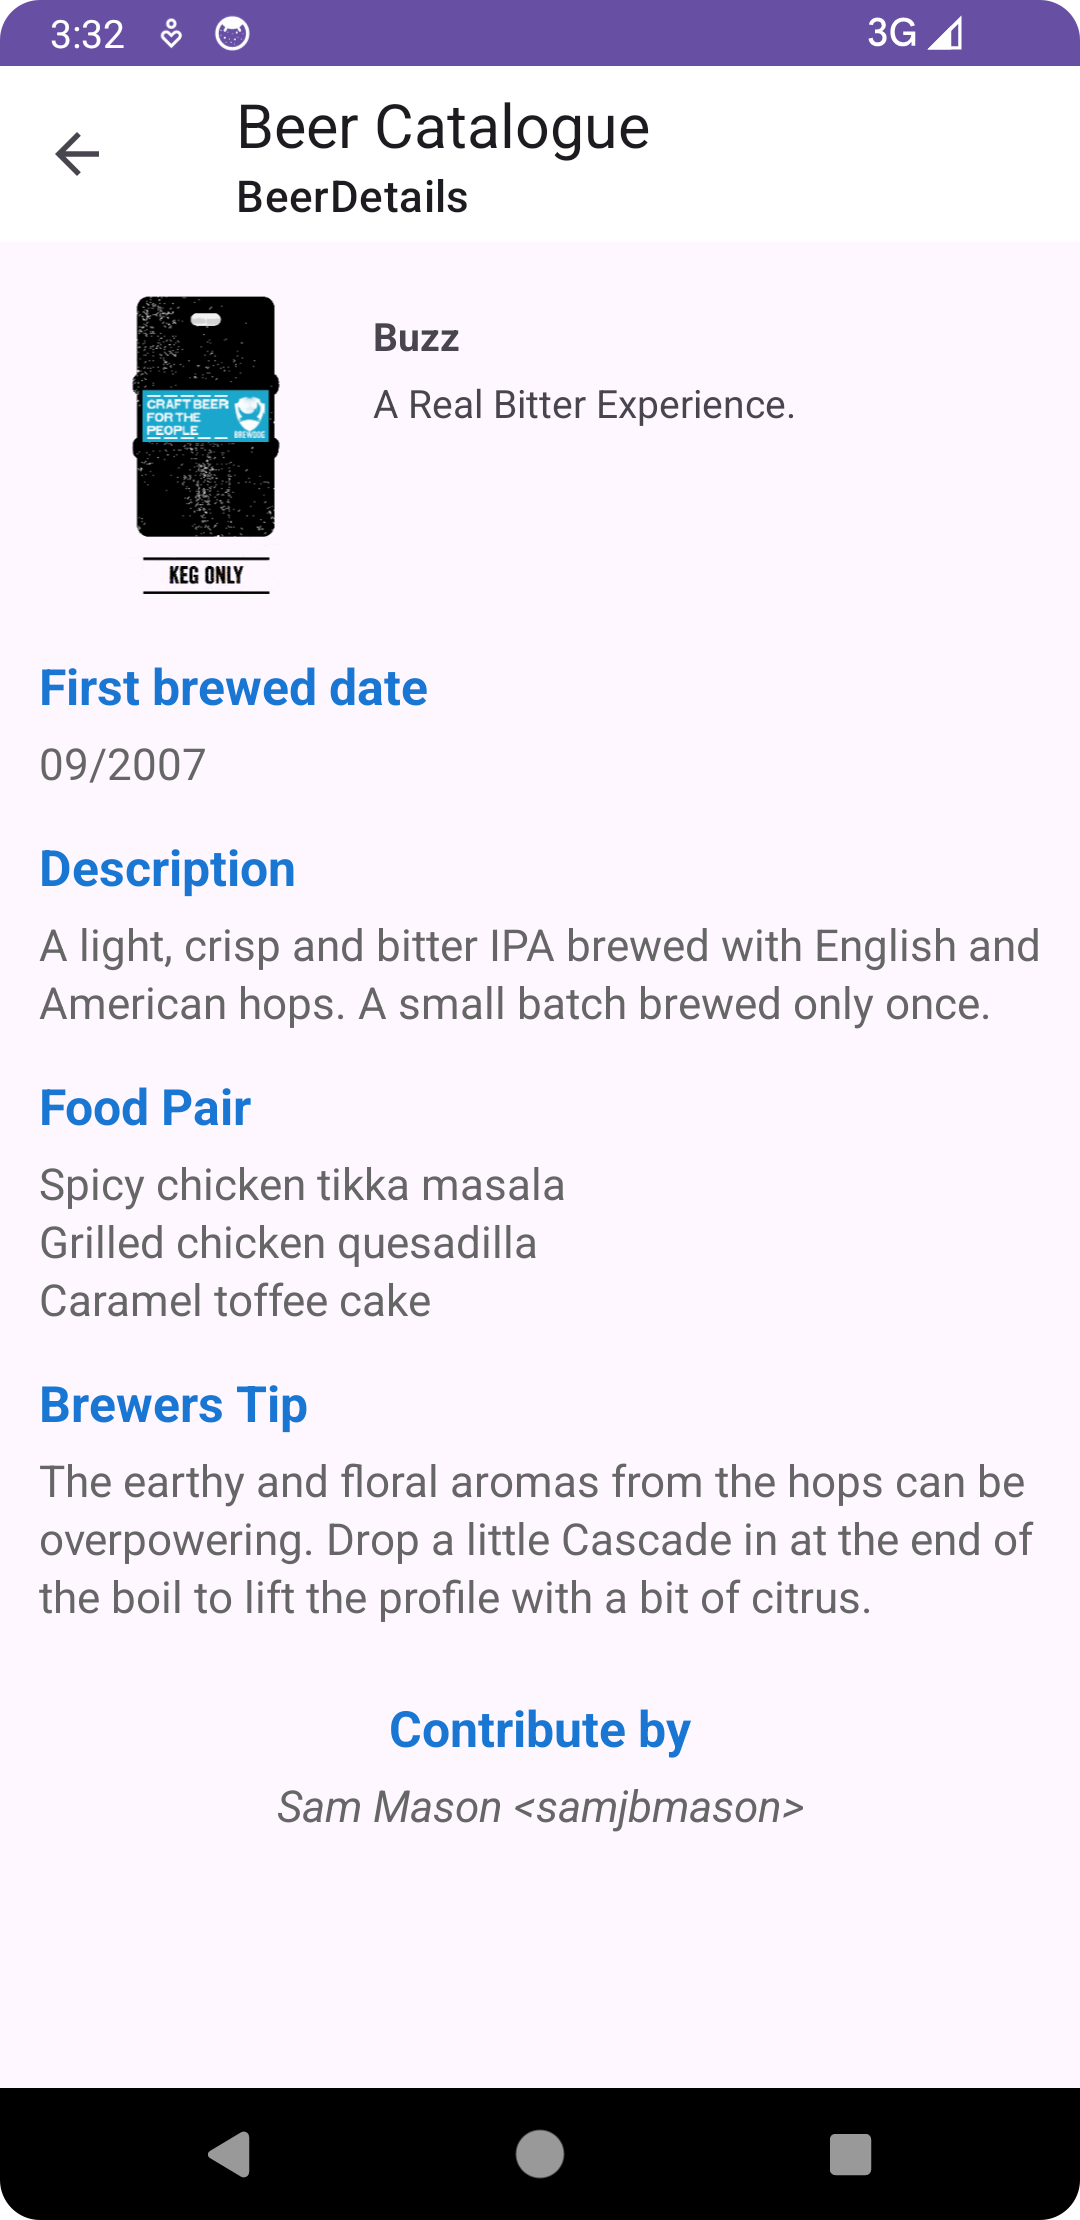 3:32
3G
Beer Catalogue
BeerDetails
CRAFT BEER
FOR THE
PEOPLE
BREWDOG
KEG ONLY
Buzz
A Real Bitter Experience.
First brewed date
09/2007
Description
A light, crisp and bitter IPA brewed with English and
American hops. A small batch brewed only once.
Food Pair
Spicy chicken tikka masala
Grilled chicken quesadilla
Caramel toffee cake
Brewers Tip
The earthy and floral aromas from the hops can be
overpowering. Drop a little Cascade in at the end of
the boil to lift the profile with a bit of citrus.
Contribute by
Sam Mason <samjbmason>